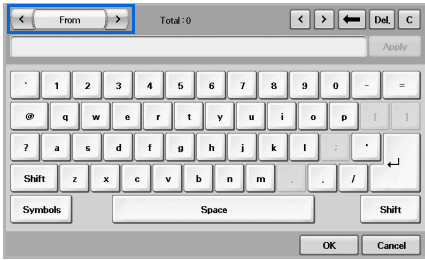 < From > Total : 0 < > ← Del. C
Apply
` 1 2 3 4 5 6 7 8 9 0 - =
@ q w e r t y u i o p [ ]
? a s d f g h j k l ; '
Shift z x c v b n m . /
Symbols Space Shift
OK Cancel